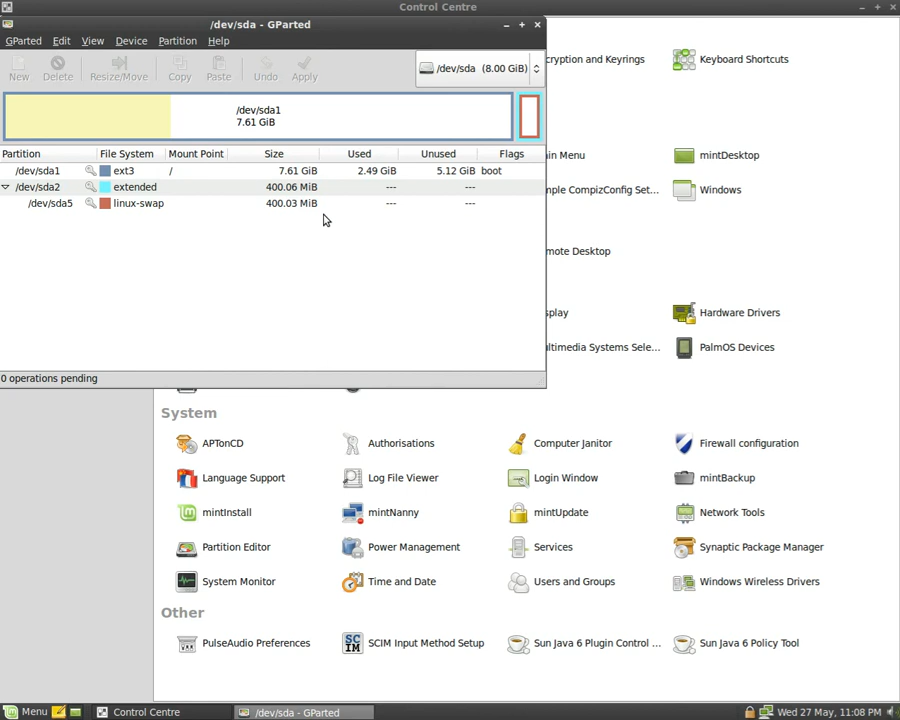 Control Centre
/dev/sda - GParted
GParted Edit View Device Partition Help
New Delete Resize/Move Copy Paste Undo Apply
/dev/sda (8.00 GiB)
/dev/sda1
7.61 GiB
Partition File System Mount Point Size Used Unused Flags
/dev/sda1 ext3 / 7.61 GiB 2.49 GiB 5.12 GiB boot
/dev/sda2 extended 400.06 MiB --- ---
/dev/sda5 linux-swap 400.03 MiB --- ---
0 operations pending
cryption and Keyrings Keyboard Shortcuts
in Menu mintDesktop
mple CompizConfig Set... Windows
mote Desktop
splay Hardware Drivers
ultimedia Systems Sele... PalmOS Devices
System
APTonCD Authorisations Computer Janitor Firewall configuration
Language Support Log File Viewer Login Window mintBackup
mintInstall mintNanny mintUpdate Network Tools
Partition Editor Power Management Services Synaptic Package Manager
System Monitor Time and Date Users and Groups Windows Wireless Drivers
Other
PulseAudio Preferences SCIM Input Method Setup Sun Java 6 Plugin Control ... Sun Java 6 Policy Tool
Menu Control Centre /dev/sda - GParted Wed 27 May, 11:08 PM